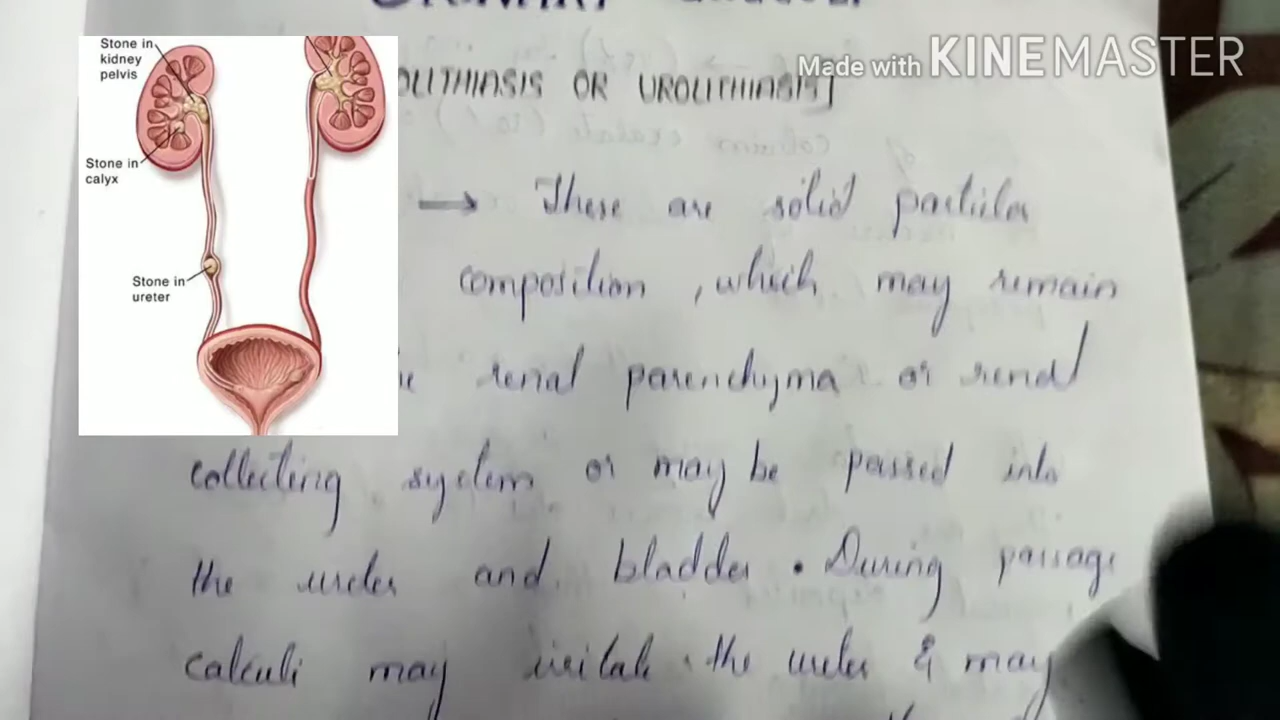 Made with KINEMASTER
Stone in
kidney
pelvis
Stone in
calyx
Stone in
ureter
OLITHIASIS OR UROLITHIASIS]
→ These are solid particles
composition , which may remain
renal parenchyma or renal
collecting system or may be passed into
the ureter and bladder . During passage
calculi may irritate the ureter & may